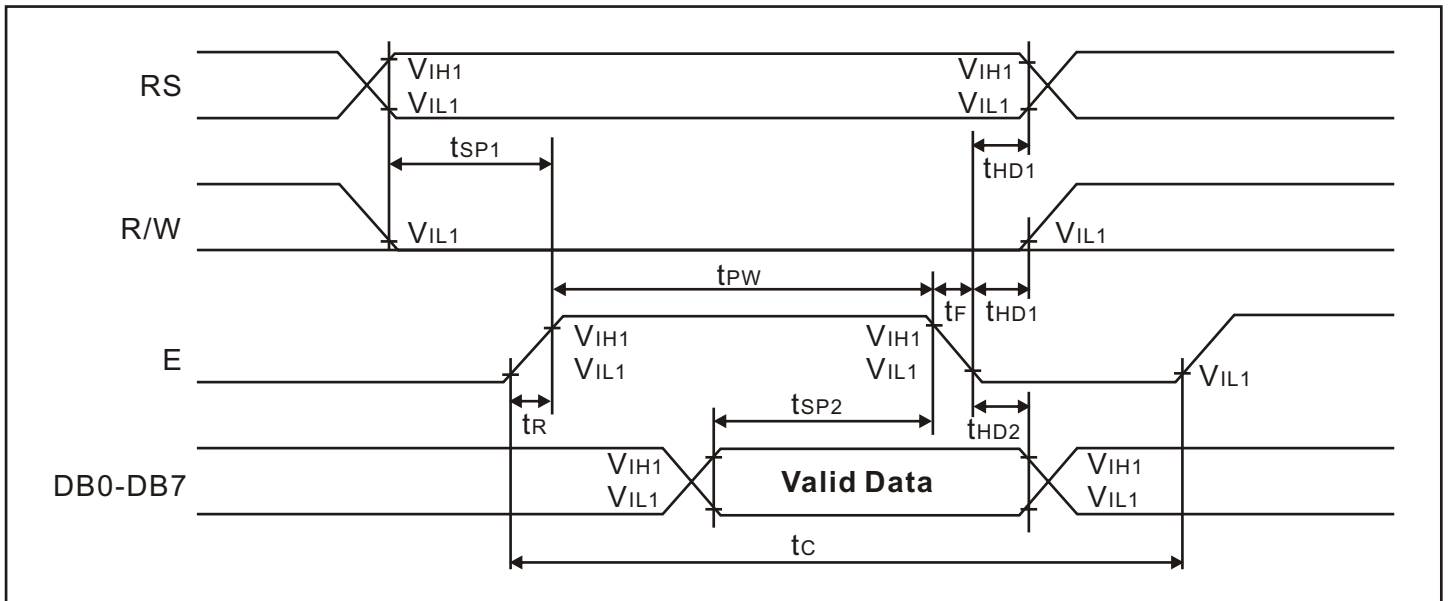 RS VIH1 VIH1
VIL1 VIL1
tSP1 tHD1
R/W VIL1 VIL1
tPW tF tHD1
E VIH1 VIH1
VIL1 VIL1 VIL1
tR tSP2 tHD2
DB0-DB7 VIH1 Valid Data VIH1
VIL1 VIL1
tC